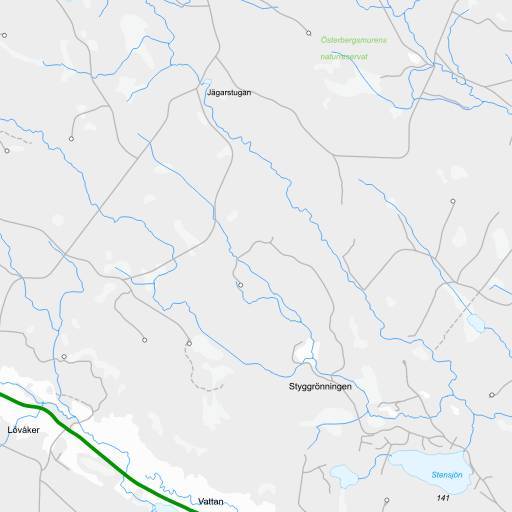 Österbergsmurens
naturreservat
Jägarstugan
Styggrönningen
Lövåker
Stensjön
141
Vattan